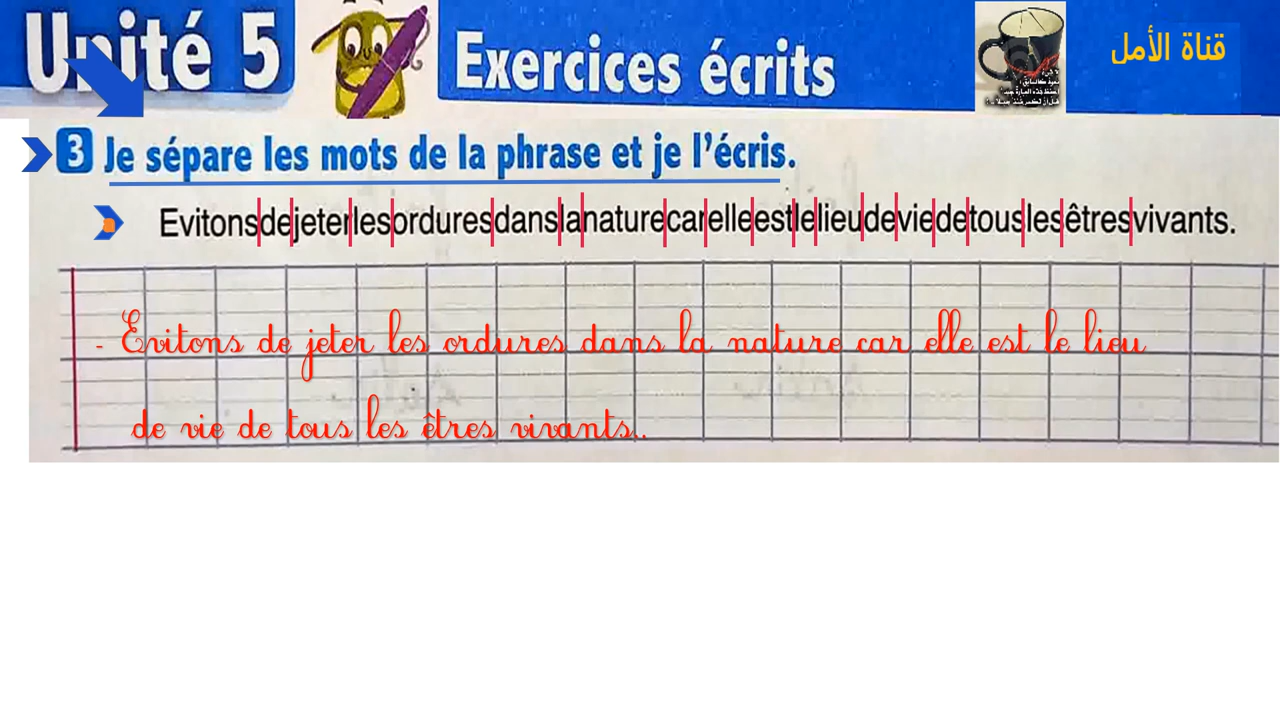 Unité 5 Exercices écrits
قناة الأمل
3 Je sépare les mots de la phrase et je l'écris.
Evitonsdejeterlesorduresdanslanaturecarelleestlelieudeviedetouslesêtresvivants.
- Evitons de jeter les ordures dans la nature car elle est le lieu
de vie de tous les êtres vivants..